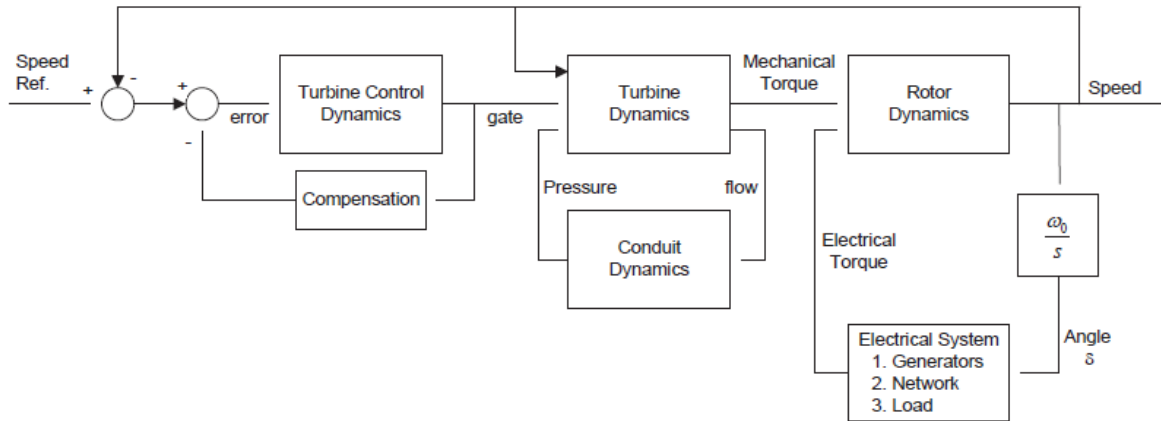 Speed
Ref.
+
-
+
-
error
Turbine Control
Dynamics
gate
Compensation
Turbine
Dynamics
Pressure
flow
Conduit
Dynamics
Mechanical
Torque
Rotor
Dynamics
Speed
ω₀
s
Electrical
Torque
Electrical System
1. Generators
2. Network
3. Load
Angle
δ